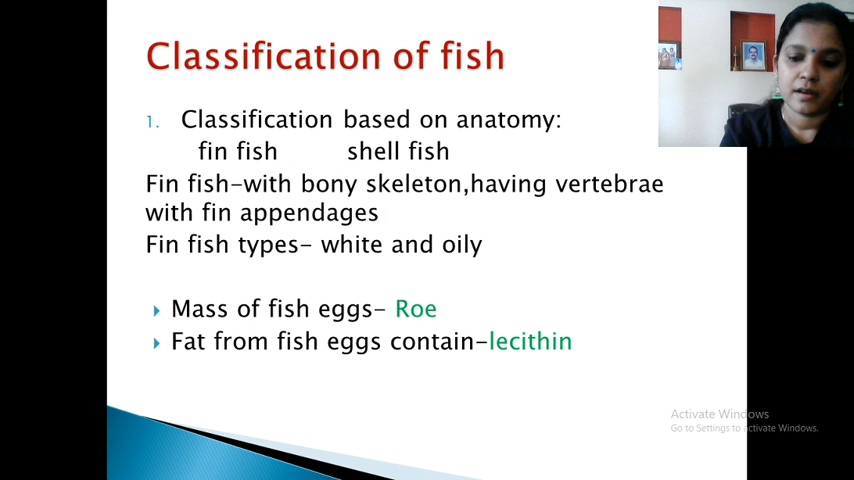 Classification of fish
1. Classification based on anatomy:
fin fish shell fish
Fin fish-with bony skeleton,having vertebrae
with fin appendages
Fin fish types- white and oily
Mass of fish eggs- Roe
Fat from fish eggs contain-lecithin
Activate Windows
Go to Settings to activate Windows.